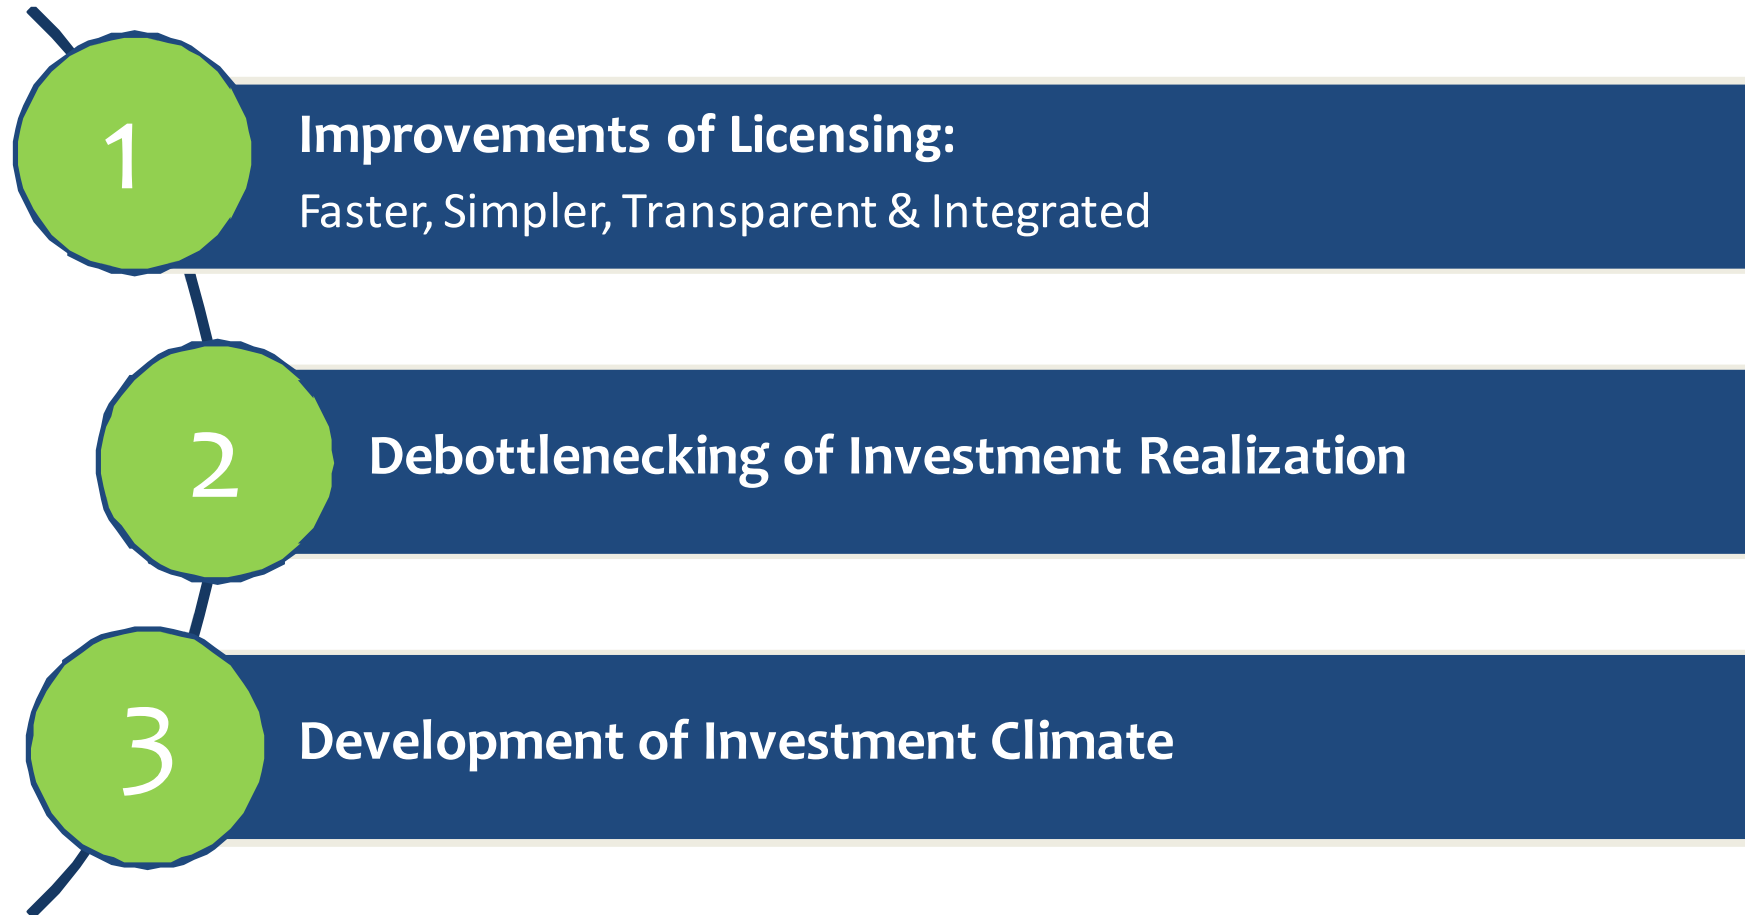 1
Improvements of Licensing:
Faster, Simpler, Transparent & Integrated
2
Debottlenecking of Investment Realization
3
Development of Investment Climate